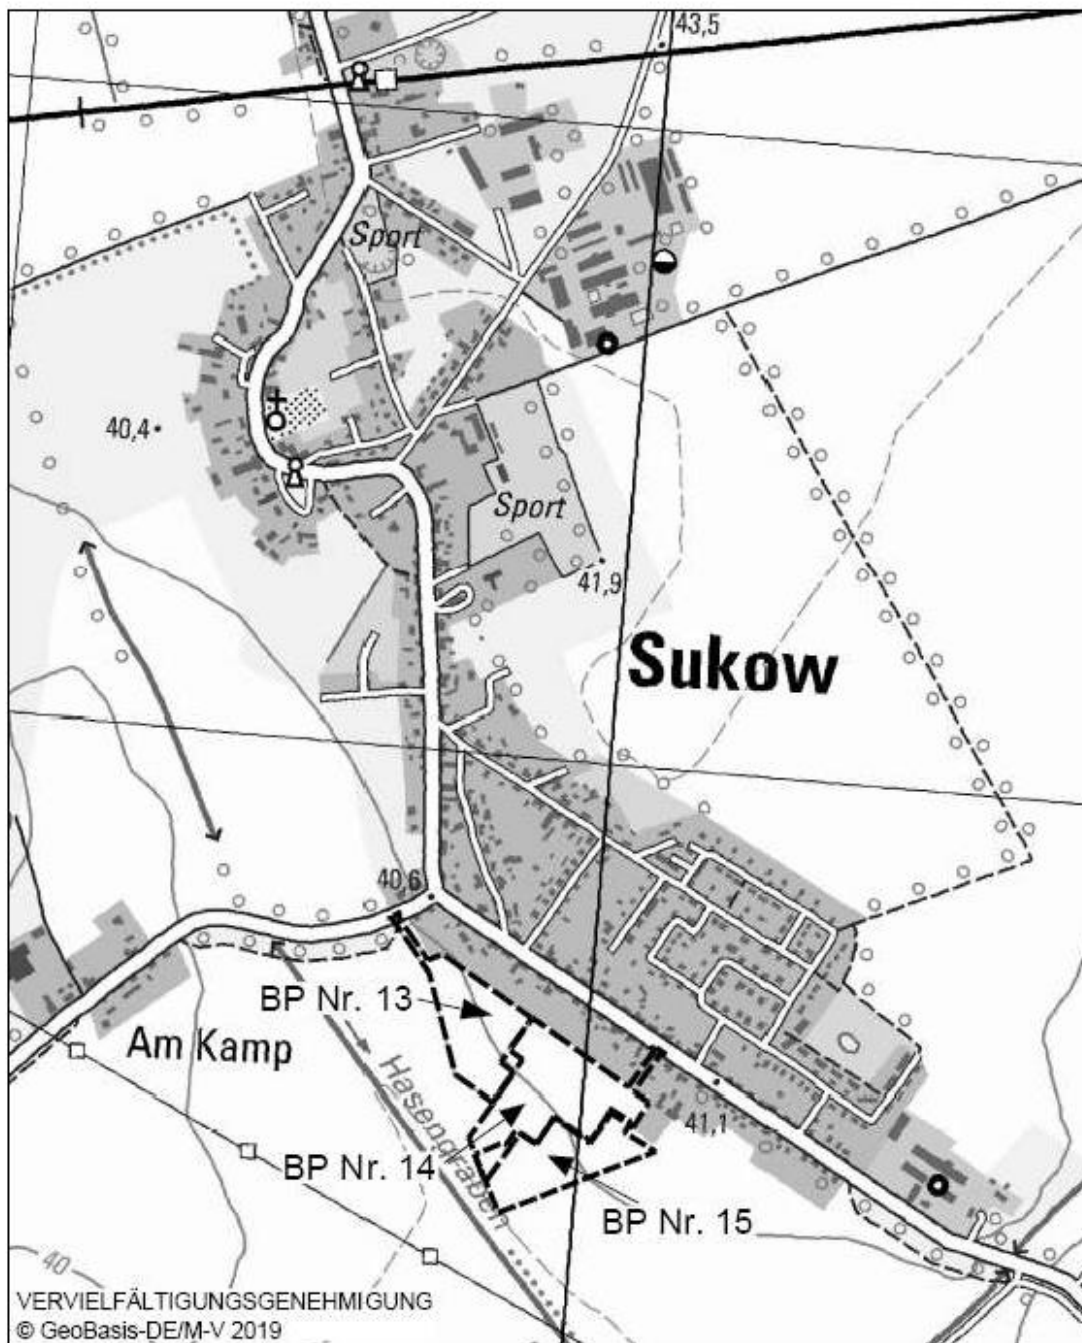 43,5
Sport
40,4
Sport
41,9
Sukow
40,6
BP Nr. 13
Am Kamp
Hasengraben
41,1
BP Nr. 14
BP Nr. 15
40
VERVIELFÄLTIGUNGSGENEHMIGUNG
© GeoBasis-DE/M-V 2019